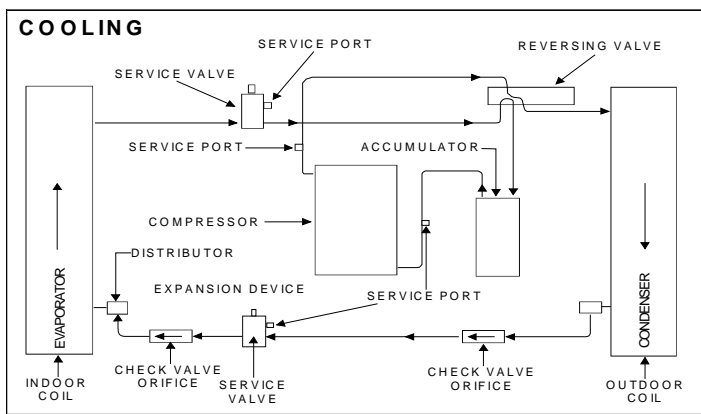 COOLING
SERVICE PORT
REVERSING VALVE
SERVICE VALVE
SERVICE PORT
ACCUMULATOR
COMPRESSOR
DISTRIBUTOR
EXPANSION DEVICE
SERVICE PORT
EVAPORATOR
CONDENSER
INDOOR
COIL
CHECK VALVE
ORIFICE
SERVICE
VALVE
CHECK VALVE
ORIFICE
OUTDOOR
COIL